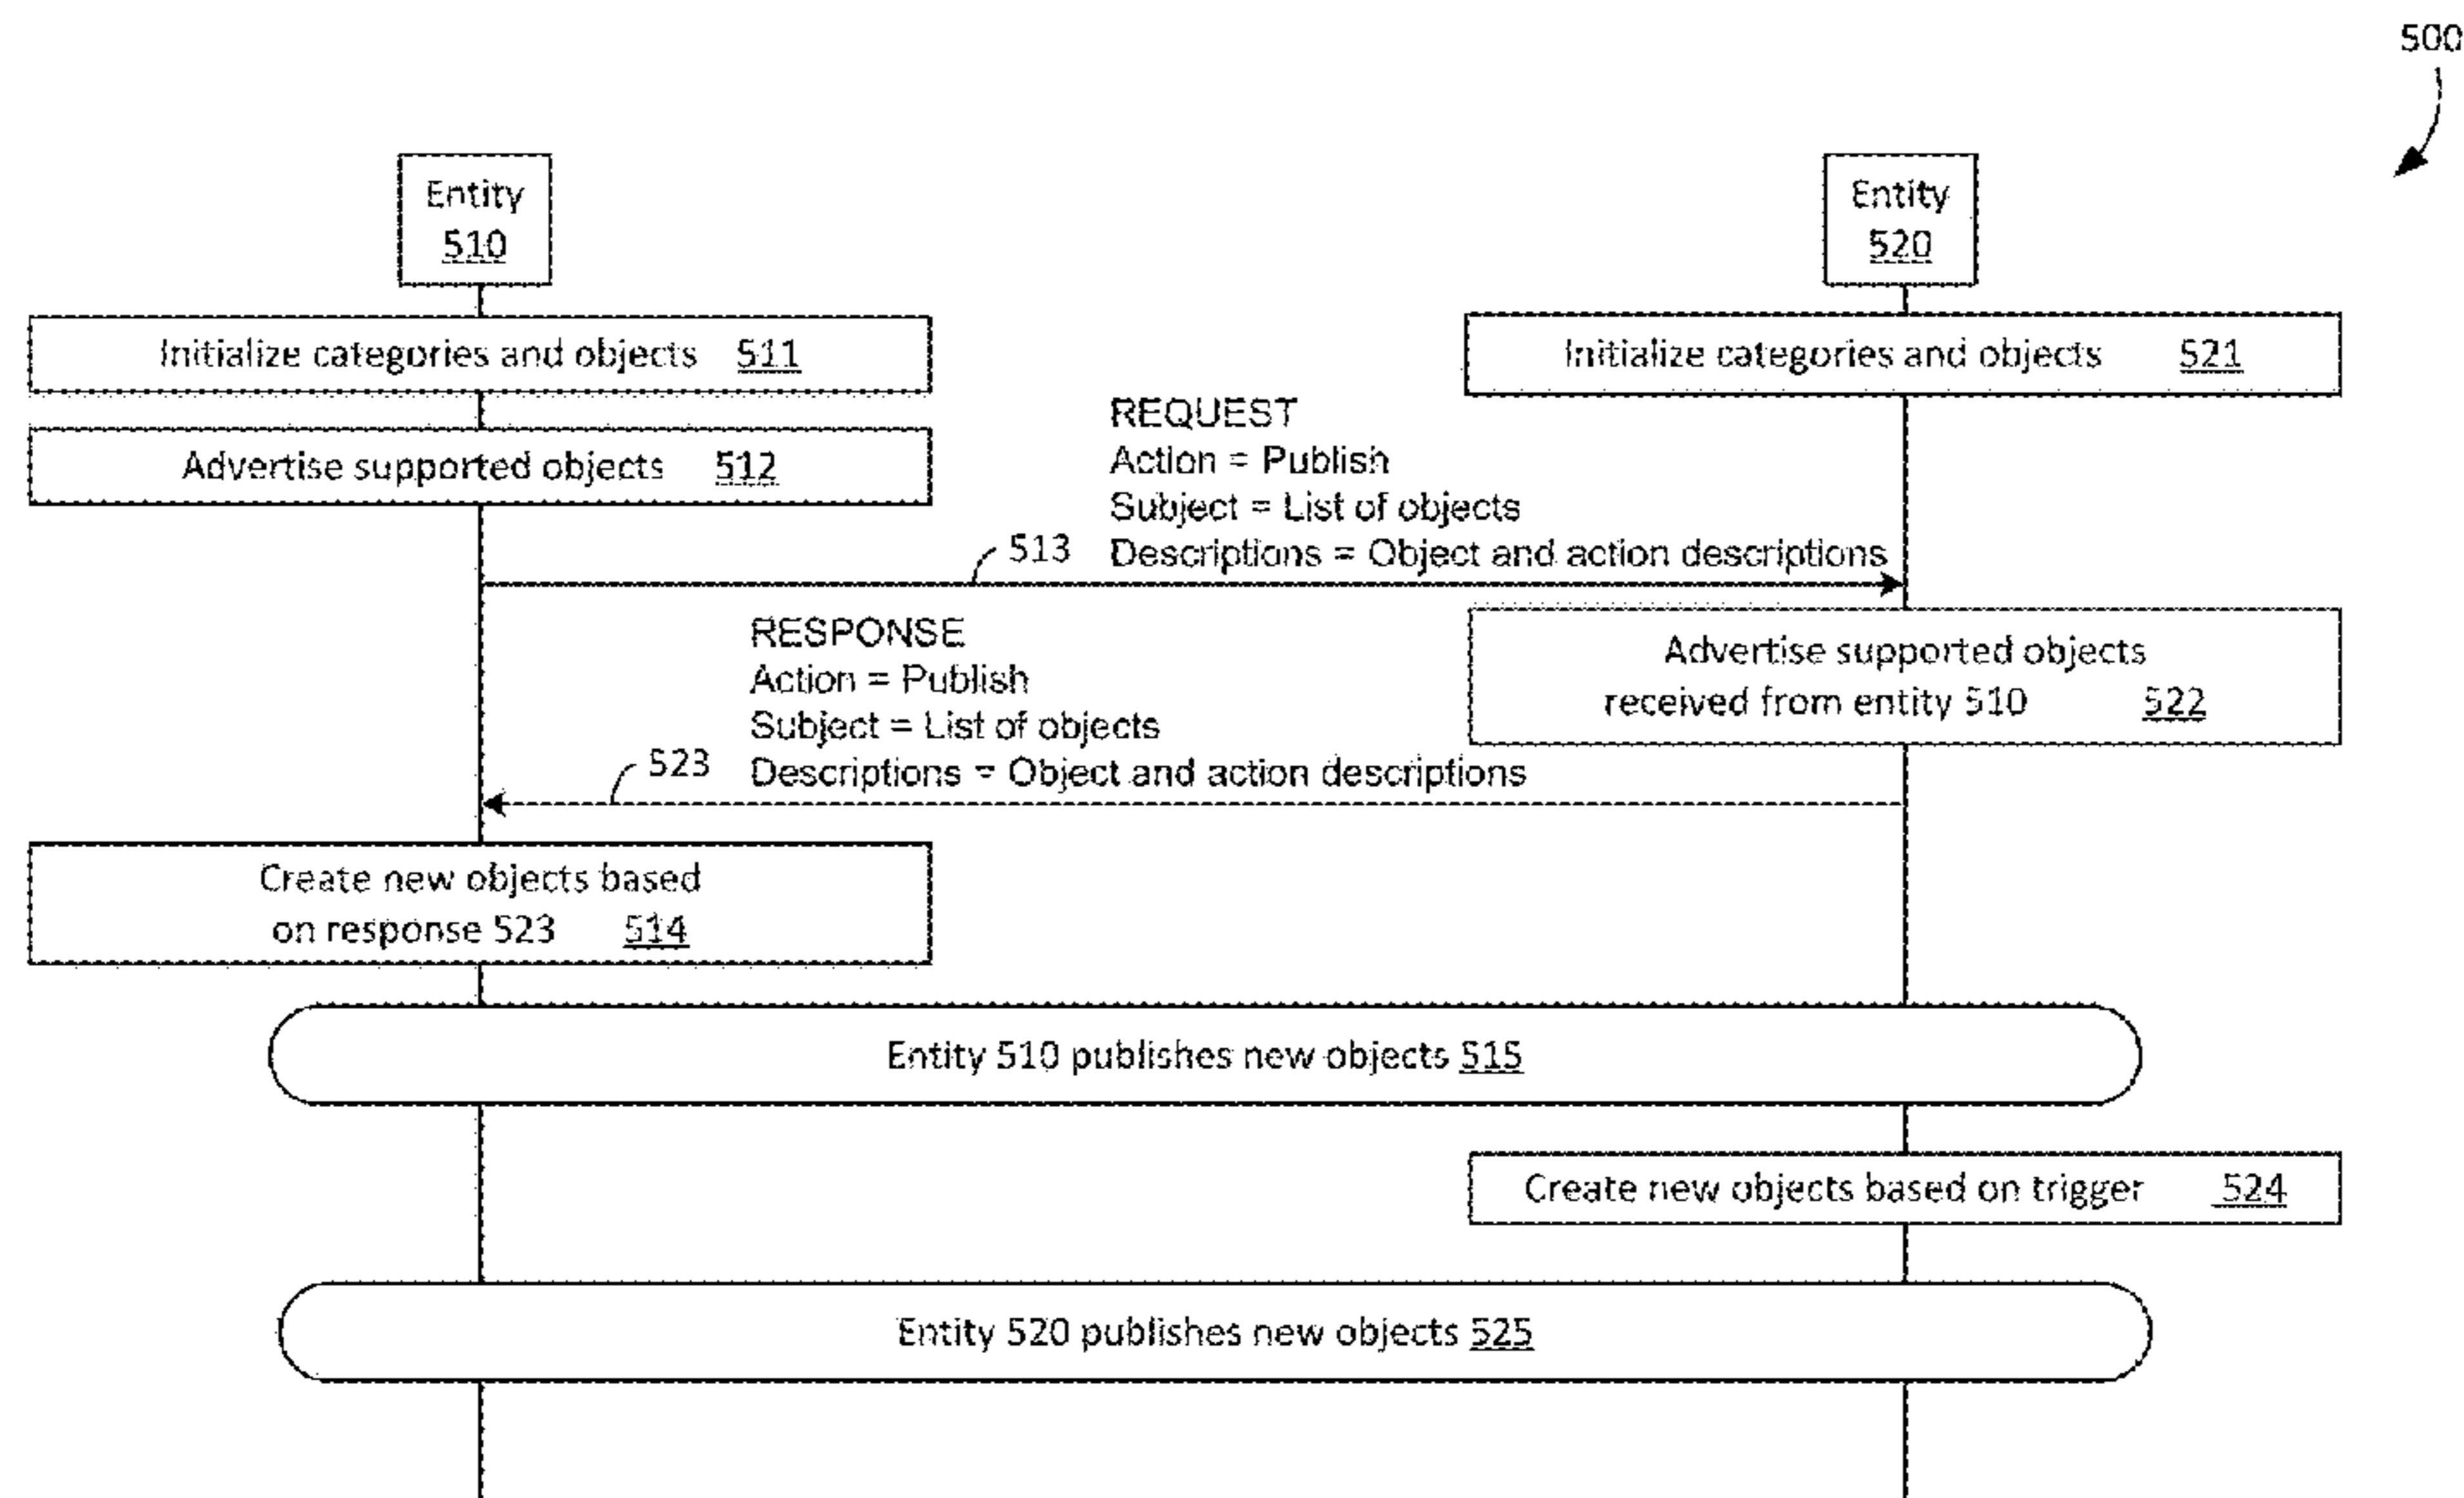 500
Entity
510
Entity
520
Initialize categories and objects 511
Initialize categories and objects 521
Advertise supported objects 512
REQUEST
Action = Publish
Subject = List of objects
Descriptions = Object and action descriptions
513
Advertise supported objects
received from entity 510 522
RESPONSE
Action = Publish
Subject = List of objects
Descriptions = Object and action descriptions
523
Create new objects based
on response 523 514
Entity 510 publishes new objects 515
Create new objects based on trigger 524
Entity 520 publishes new objects 525